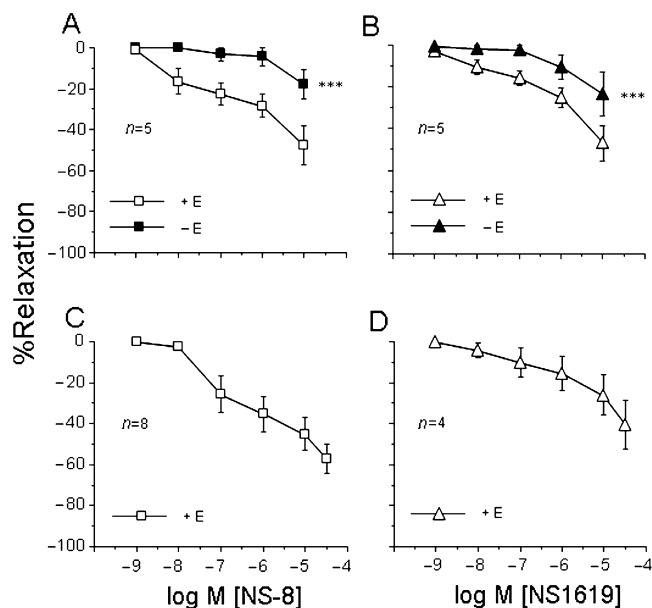 A
B
0
-20
-40
-60
-80
-100
***
***
n=5
n=5
+ E
– E
+ E
– E
%Relaxation
C
D
0
-20
-40
-60
-80
-100
n=8
n=4
+ E
+ E
-9 -8 -7 -6 -5 -4
-9 -8 -7 -6 -5 -4
log M [NS-8]
log M [NS1619]